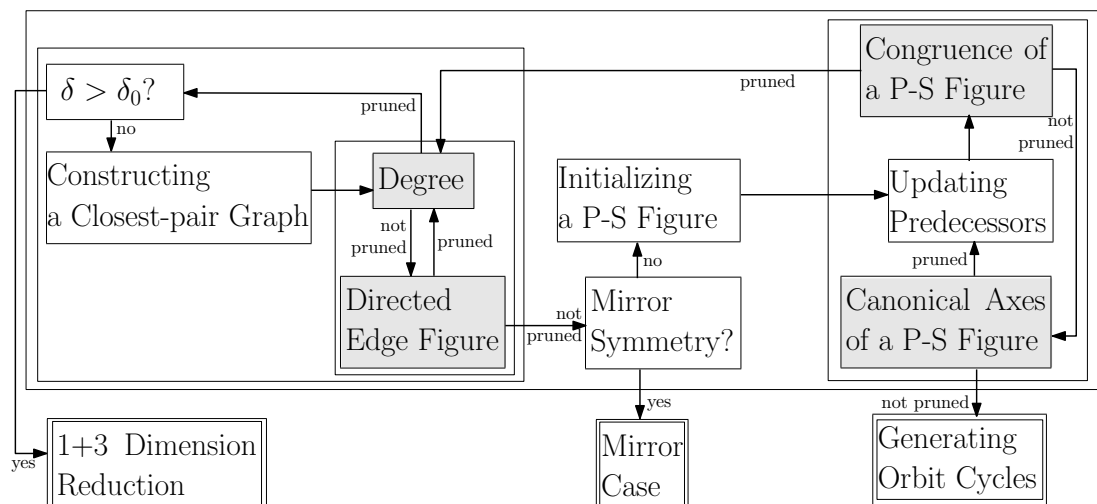 δ > δ₀?
no
Constructing
a Closest-pair Graph
pruned
Degree
not
pruned
pruned
Directed
Edge Figure
not
pruned
Initializing
a P-S Figure
no
Mirror
Symmetry?
yes
pruned
Congruence of
a P-S Figure
not
pruned
Updating
Predecessors
pruned
Canonical Axes
of a P-S Figure
not pruned
yes
1+3 Dimension
Reduction
Mirror
Case
Generating
Orbit Cycles